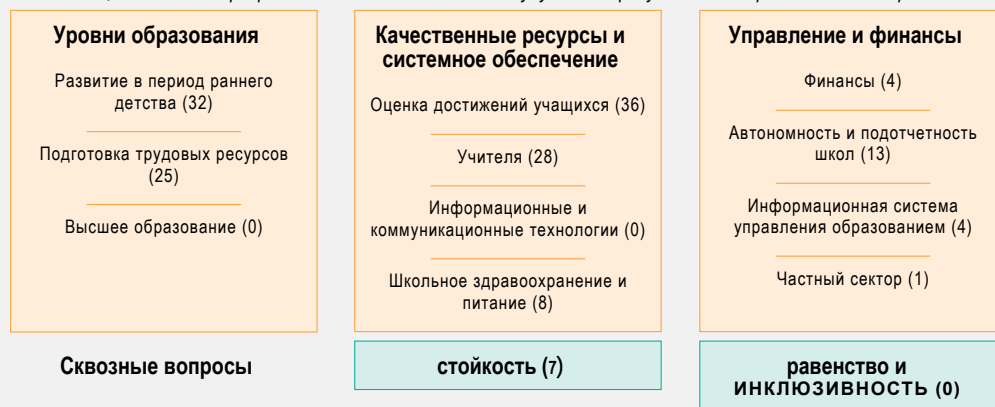 Уровни образования
Развитие в период раннего
детства (32)
Подготовка трудовых ресурсов
(25)
Высшее образование (0)
Качественные ресурсы и
системное обеспечение
Оценка достижений учащихся (36)
Учителя (28)
Информационные и
коммуникационные технологии (0)
Школьное здравоохранение и
питание (8)
Управление и финансы
Финансы (4)
Автономность и подотчетность
школ (13)
Информационная система
управления образованием (4)
Частный сектор (1)
Сквозные вопросы
стойкость (7)
равенство и
ИНКЛЮЗИВНОСТЬ (0)